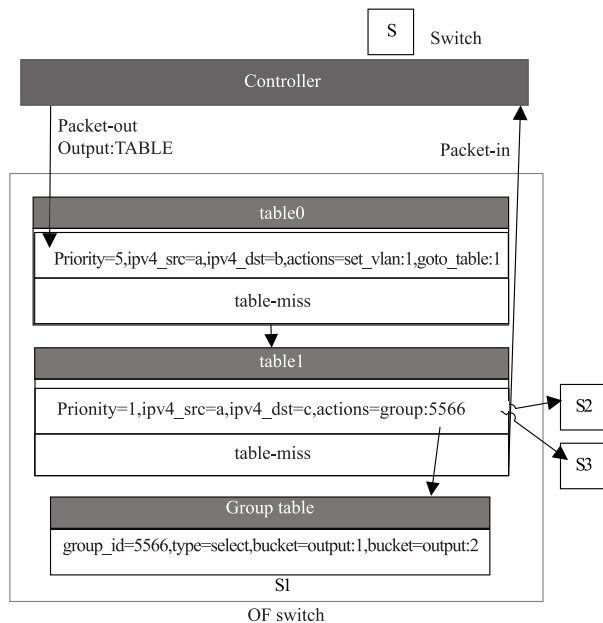 S
Switch
Controller
Packet-out
Output:TABLE
Packet-in
table0
Priority=5,ipv4_src=a,ipv4_dst=b,actions=set_vlan:1,goto_table:1
table-miss
table1
Prionity=1,ipv4_src=a,ipv4_dst=c,actions=group:5566
table-miss
S2
S3
Group table
group_id=5566,type=select,bucket=output:1,bucket=output:2
S1
OF switch